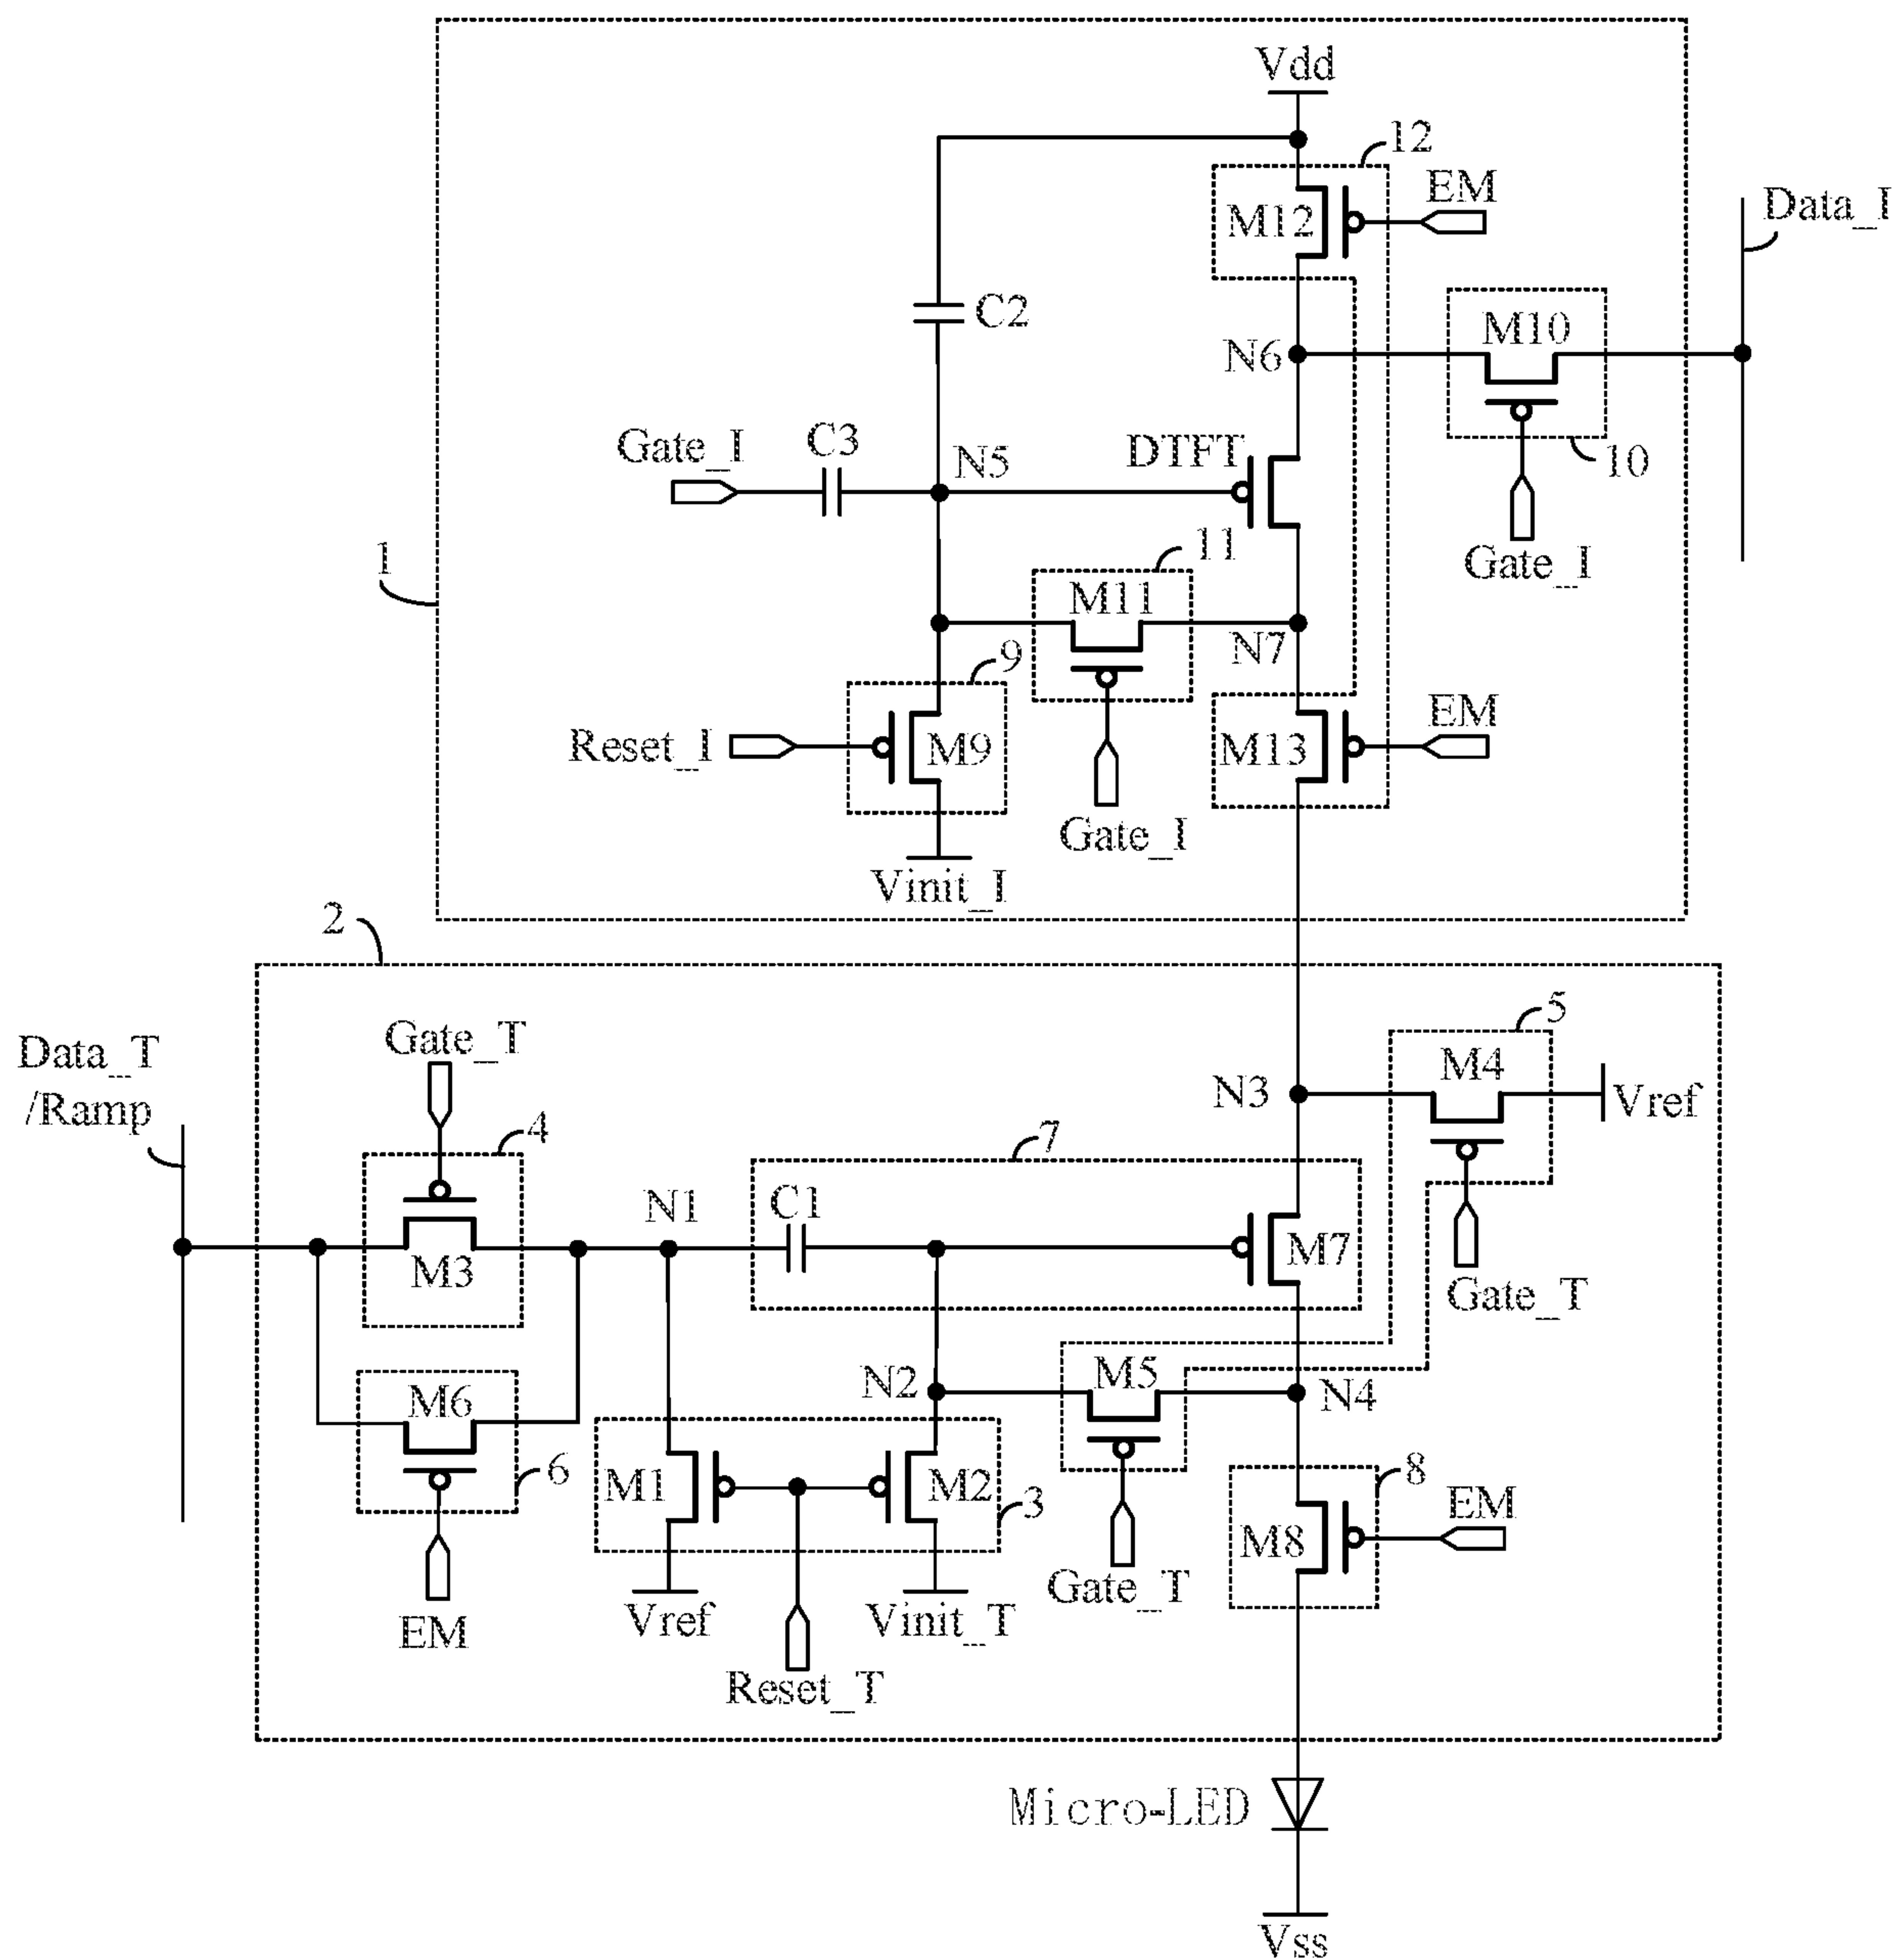 Vdd
12
EM
M12
Data_I
C2
M10
N6
Gate_I
C3
N5
DTFT
10
11
Gate_I
1
M11
N7
9
EM
Reset_I
M9
M13
Gate_I
Vinit_I
2
5
Gate_T
Data_T
/Ramp
M4
N3
Vref
4
7
N1
C1
M3
M7
Gate_T
M6
N2
M5
N4
6
M1
M2
3
8
EM
M8
Gate_T
EM
Vref
Vinit_T
Reset_T
Micro-LED
Vss